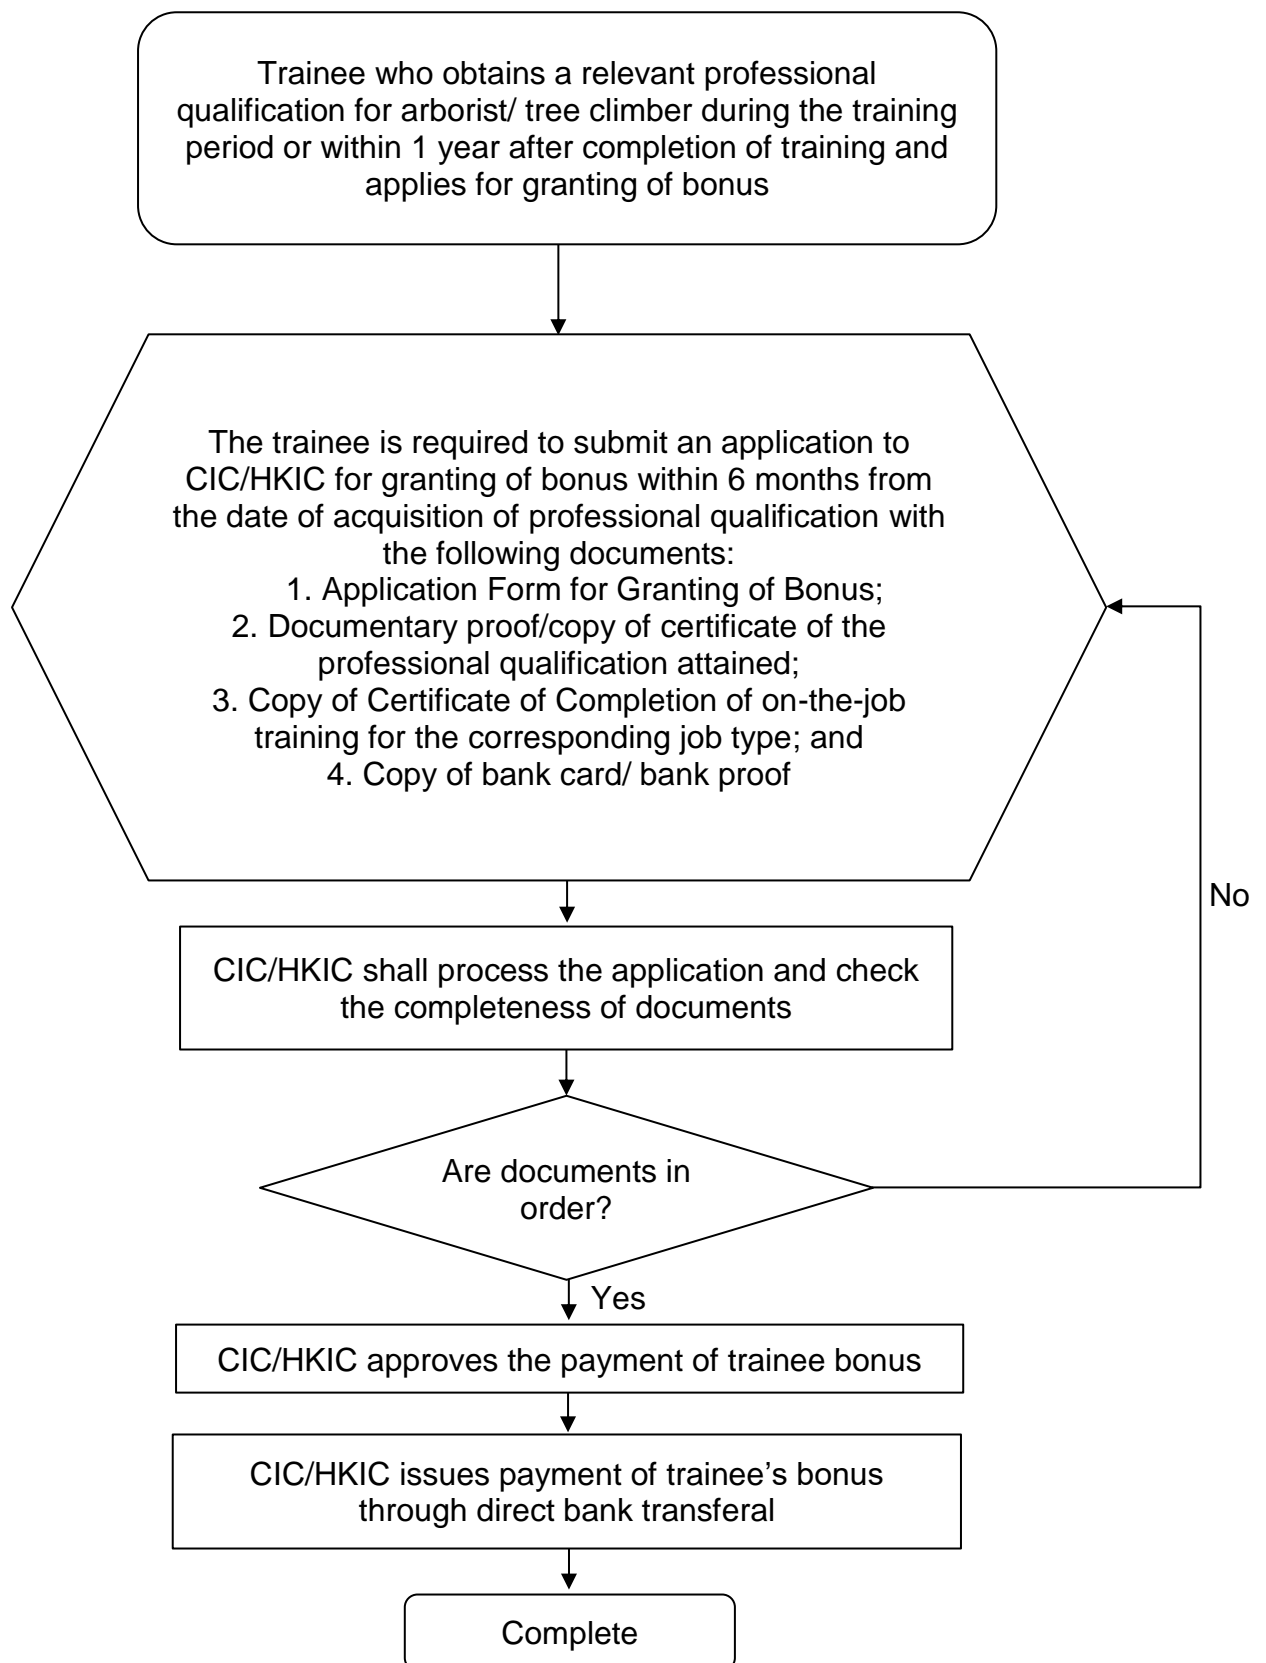 Trainee who obtains a relevant professional
qualification for arborist/ tree climber during the training
period or within 1 year after completion of training and
applies for granting of bonus
The trainee is required to submit an application to
CIC/HKIC for granting of bonus within 6 months from
the date of acquisition of professional qualification with
the following documents:
1. Application Form for Granting of Bonus;
2. Documentary proof/copy of certificate of the
professional qualification attained;
3. Copy of Certificate of Completion of on-the-job
training for the corresponding job type; and
4. Copy of bank card/ bank proof
No
CIC/HKIC shall process the application and check
the completeness of documents
Are documents in
order?
Yes
CIC/HKIC approves the payment of trainee bonus
CIC/HKIC issues payment of trainee’s bonus
through direct bank transferal
Complete